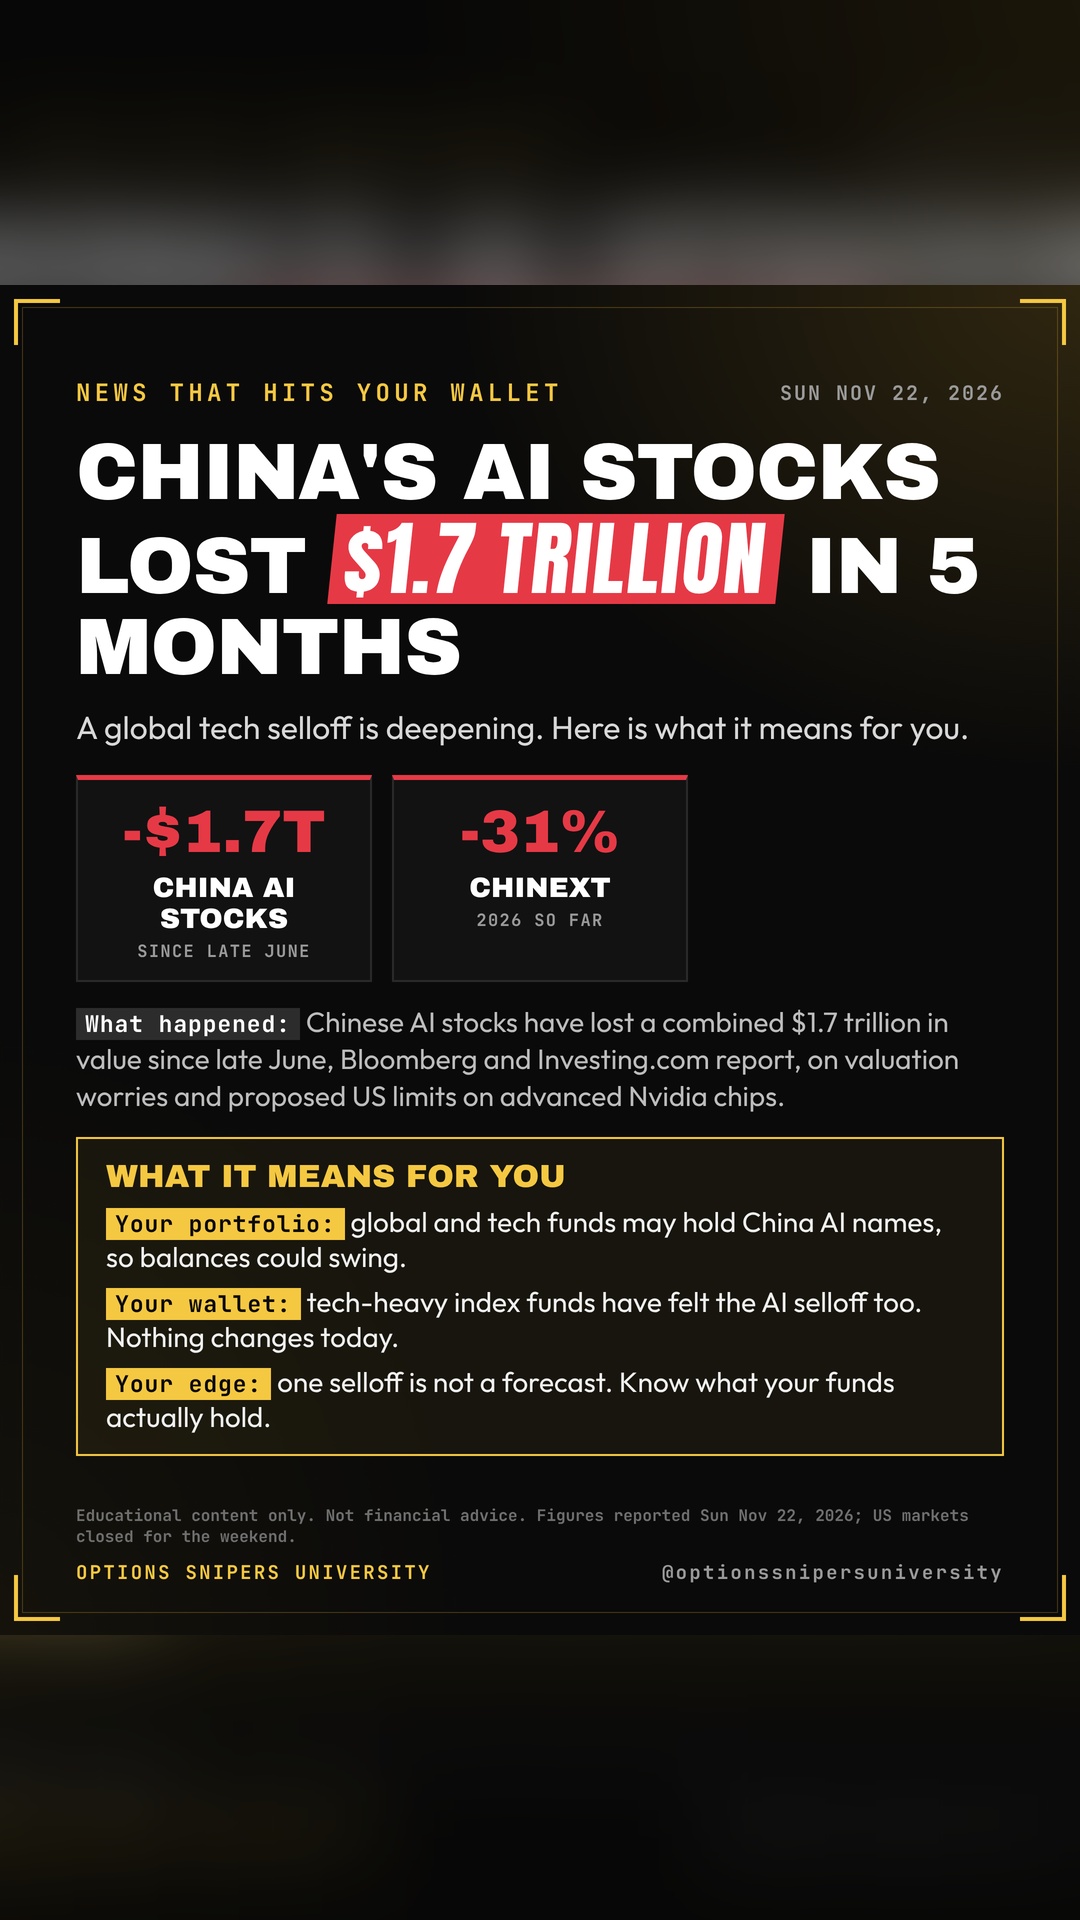 NEWS THAT HITS YOUR WALLET
SUN NOV 22, 2026
CHINA'S AI STOCKS
LOST $1.7 TRILLION IN 5
MONTHS
A global tech selloff is deepening. Here is what it means for you.
-$1.7T
CHINA AI
STOCKS
SINCE LATE JUNE
-31%
CHINEXT
2026 SO FAR
What happened: Chinese AI stocks have lost a combined $1.7 trillion in
value since late June, Bloomberg and Investing.com report, on valuation
worries and proposed US limits on advanced Nvidia chips.
WHAT IT MEANS FOR YOU
Your portfolio: global and tech funds may hold China AI names,
so balances could swing.
Your wallet: tech-heavy index funds have felt the AI selloff too.
Nothing changes today.
Your edge: one selloff is not a forecast. Know what your funds
actually hold.
Educational content only. Not financial advice. Figures reported Sun Nov 22, 2026; US markets
closed for the weekend.
OPTIONS SNIPERS UNIVERSITY
@optionssnipersuniversity